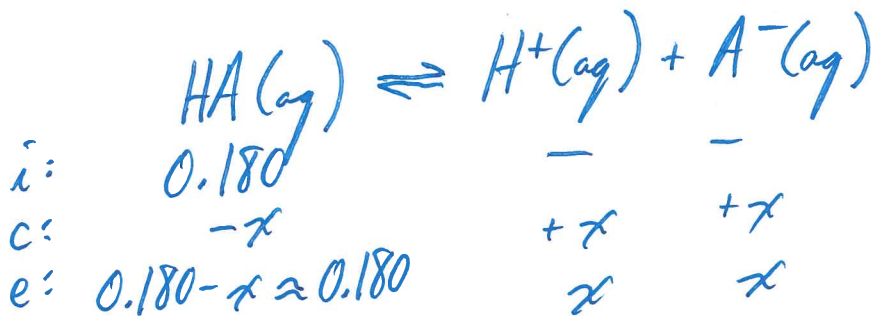 HA(aq) ⇌ H⁺(aq) + A⁻(aq)
i: 0.180 − −
c: −x +x +x
e: 0.180−x≈0.180 x x